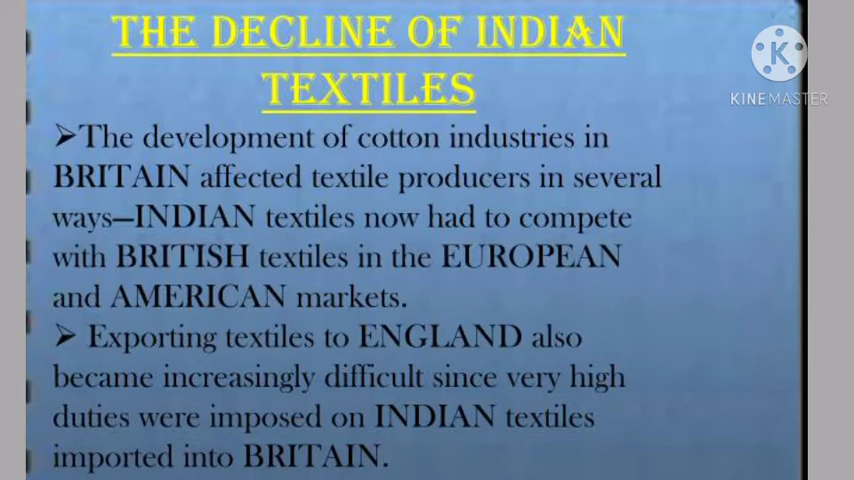 THE DECLINE OF INDIAN
TEXTILES
K
KINEMASTER
➢The development of cotton industries in
BRITAIN affected textile producers in several
ways—INDIAN textiles now had to compete
with BRITISH textiles in the EUROPEAN
and AMERICAN markets.
➢ Exporting textiles to ENGLAND also
became increasingly difficult since very high
duties were imposed on INDIAN textiles
imported into BRITAIN.